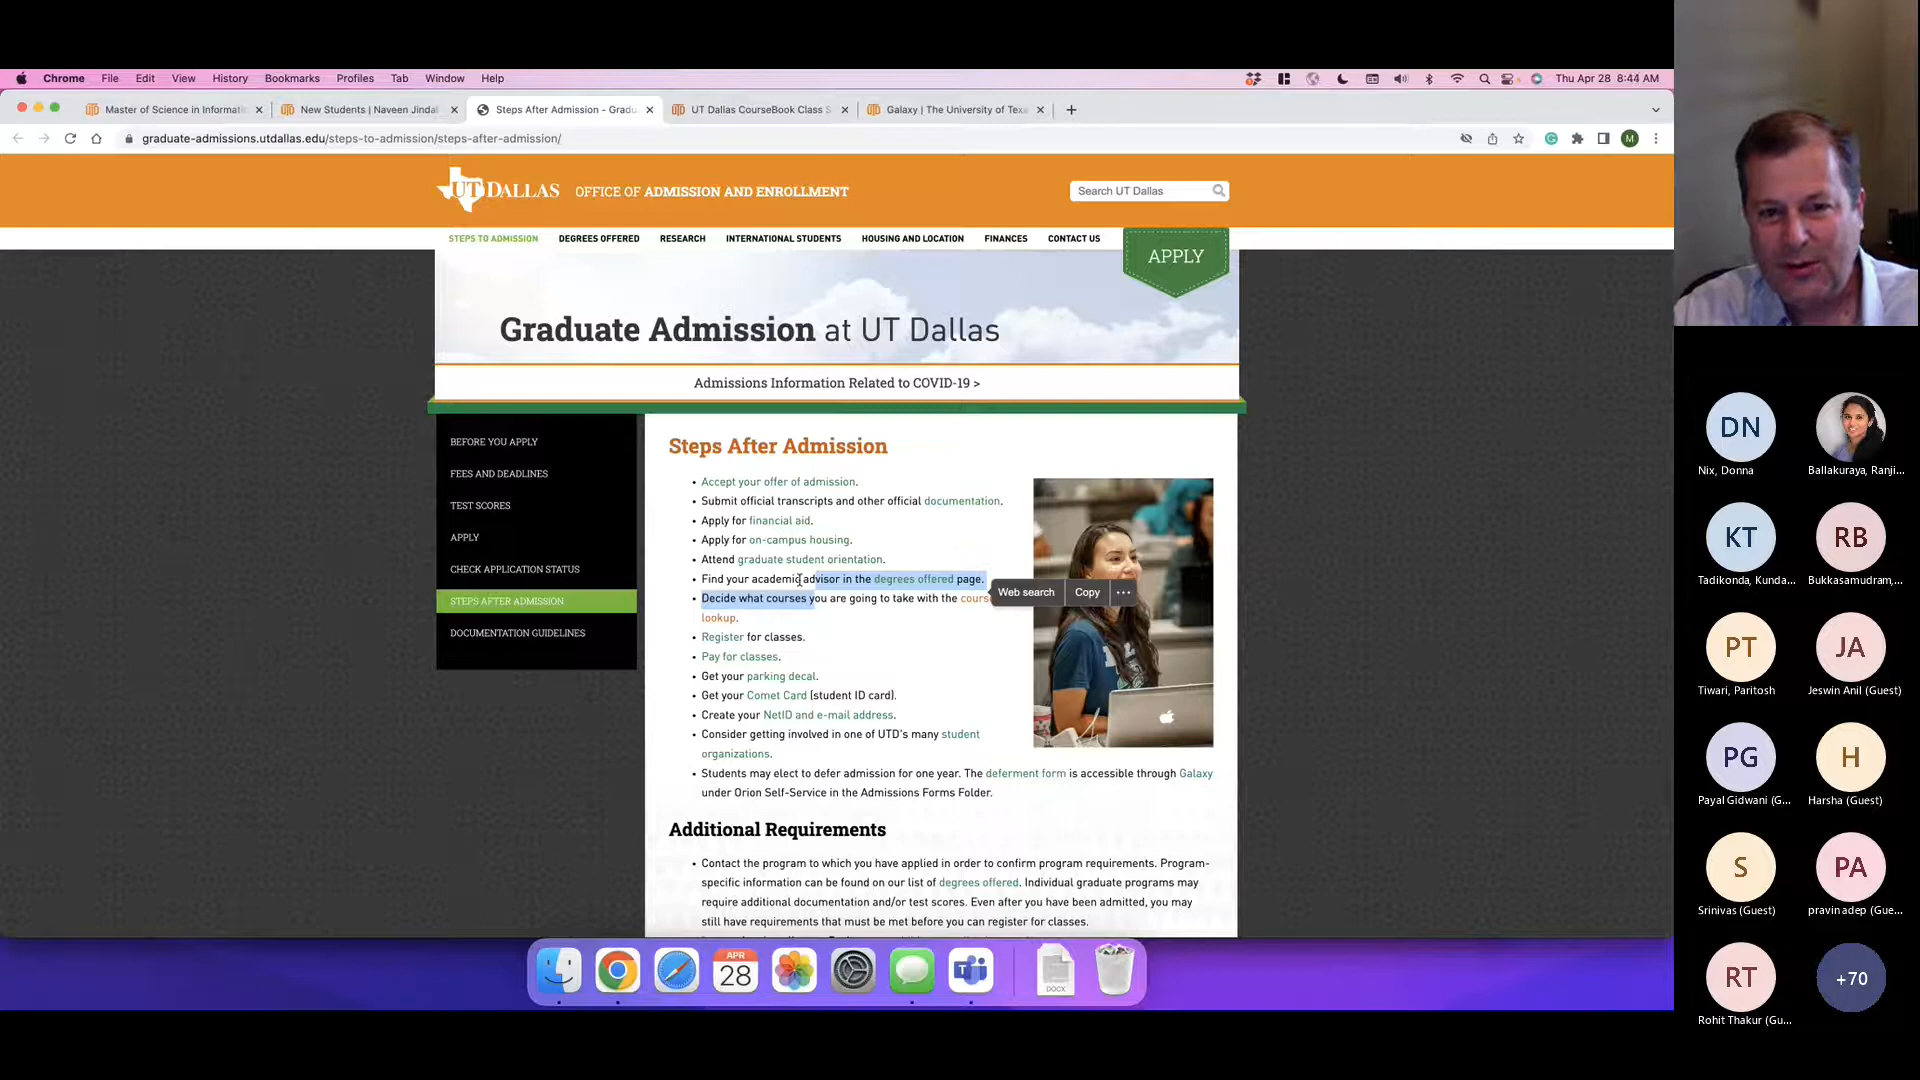 Chrome File Edit View History Bookmarks Profiles Tab Window Help Thu Apr 28 8:44 AM
Master of Science in Informati New Students | Naveen Jindal Steps After Admission - Gradu UT Dallas CourseBook Class S Galaxy | The University of Texa
graduate-admissions.utdallas.edu/steps-to-admission/steps-after-admission/ M
UT DALLAS OFFICE OF ADMISSION AND ENROLLMENT Search UT Dallas
STEPS TO ADMISSION DEGREES OFFERED RESEARCH INTERNATIONAL STUDENTS HOUSING AND LOCATION FINANCES CONTACT US
APPLY
Graduate Admission at UT Dallas
Admissions Information Related to COVID-19 >
BEFORE YOU APPLY
FEES AND DEADLINES
TEST SCORES
APPLY
CHECK APPLICATION STATUS
STEPS AFTER ADMISSION
DOCUMENTATION GUIDELINES
Steps After Admission
• Accept your offer of admission.
• Submit official transcripts and other official documentation.
• Apply for financial aid.
• Apply for on-campus housing.
• Attend graduate student orientation.
• Find your academic advisor in the degrees offered page.
• Decide what courses you are going to take with the course
lookup.
Web search Copy ...
• Register for classes.
• Pay for classes.
• Get your parking decal.
• Get your Comet Card (student ID card).
• Create your NetID and e-mail address.
• Consider getting involved in one of UTD's many student
organizations.
• Students may elect to defer admission for one year. The deferment form is accessible through Galaxy
under Orion Self-Service in the Admissions Forms Folder.
Additional Requirements
• Contact the program to which you have applied in order to confirm program requirements. Program-
specific information can be found on our list of degrees offered. Individual graduate programs may
require additional documentation and/or test scores. Even after you have been admitted, you may
still have requirements that must be met before you can register for classes.
APR
28
DOCX
DN
Nix, Donna
Ballakuraya, Ranji...
KT
Tadikonda, Kunda...
RB
Bukkasamudram,...
PT
Tiwari, Paritosh
JA
Jeswin Anil (Guest)
PG
Payal Gidwani (G...
H
Harsha (Guest)
S
Srinivas (Guest)
PA
pravin adep (Gue...
RT
Rohit Thakur (Gu...
+70